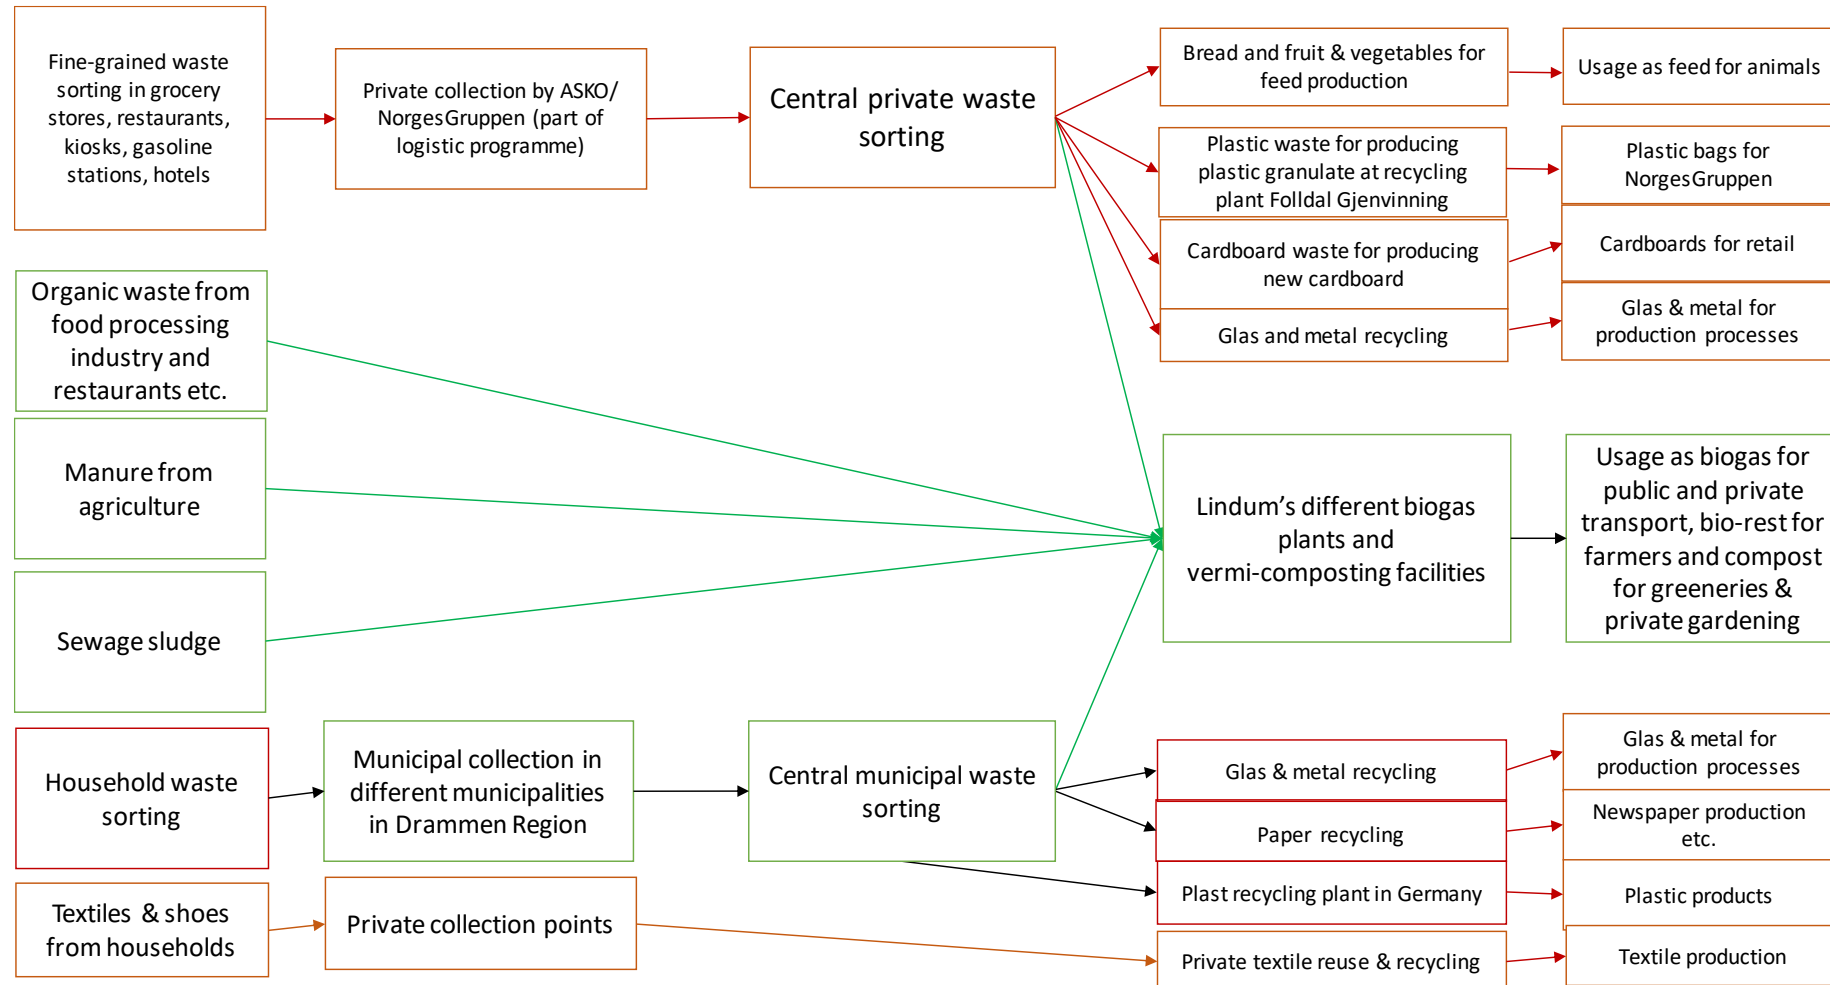 Fine-grained waste
sorting in grocery
stores, restaurants,
kiosks, gasoline
stations, hotels
Private collection by ASKO/
NorgesGruppen (part of
logistic programme)
Central private waste
sorting
Bread and fruit & vegetables for
feed production
Usage as feed for animals
Plastic waste for producing
plastic granulate at recycling
plant Folldal Gjenvinning
Plastic bags for
NorgesGruppen
Cardboard waste for producing
new cardboard
Cardboards for retail
Glas and metal recycling
Glas & metal for
production processes
Organic waste from
food processing
industry and
restaurants etc.
Manure from
agriculture
Sewage sludge
Lindum’s different biogas
plants and
vermi-composting facilities
Usage as biogas for
public and private
transport, bio-rest for
farmers and compost
for greeneries &
private gardening
Household waste
sorting
Municipal collection in
different municipalities
in Drammen Region
Central municipal waste
sorting
Glas & metal recycling
Glas & metal for
production processes
Paper recycling
Newspaper production
etc.
Plast recycling plant in Germany
Plastic products
Textiles & shoes
from households
Private collection points
Private textile reuse & recycling
Textile production